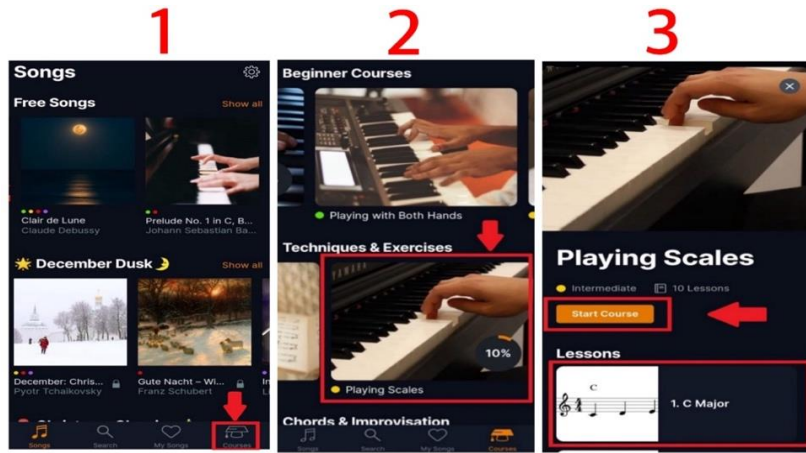 1
Songs
Free Songs Show all
Clair de Lune
Claude Debussy
Prelude No. 1 in C, B...
Johann Sebastian Ba...
December Dusk Show all
December: Chris...
Pyotr Tchaikovsky
Gute Nacht – Wi...
Franz Schubert
Songs Search My Songs Courses
2
Beginner Courses
Playing with Both Hands
Techniques & Exercises
10%
Playing Scales
Chords & Improvisation
Songs Search My Songs Courses
3
Playing Scales
Intermediate 10 Lessons
Start Course
Lessons
C
1. C Major